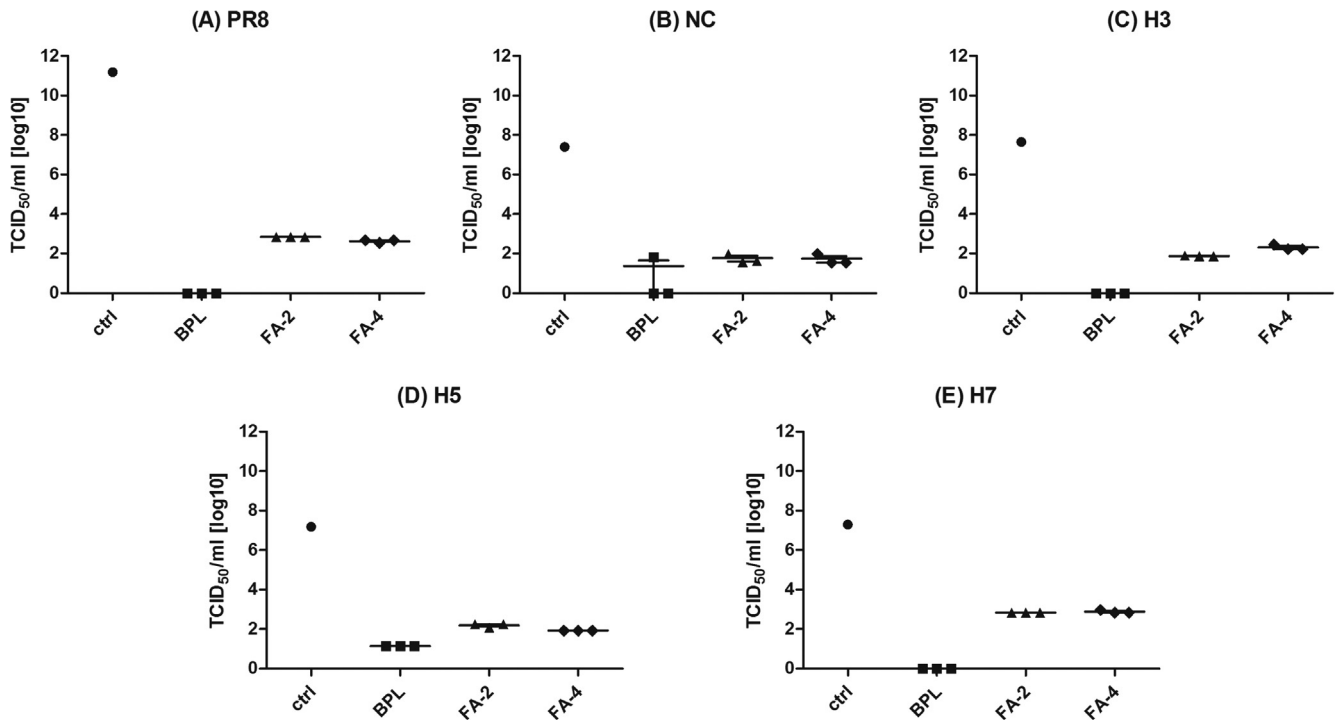 (A) PR8
TCID50/ml [log10]
12
10
8
6
4
2
0
ctrl
BPL
FA-2
FA-4
(B) NC
TCID50/ml [log10]
12
10
8
6
4
2
0
ctrl
BPL
FA-2
FA-4
(C) H3
TCID50/ml [log10]
12
10
8
6
4
2
0
ctrl
BPL
FA-2
FA-4
(D) H5
TCID50/ml [log10]
12
10
8
6
4
2
0
ctrl
BPL
FA-2
FA-4
(E) H7
TCID50/ml [log10]
12
10
8
6
4
2
0
ctrl
BPL
FA-2
FA-4